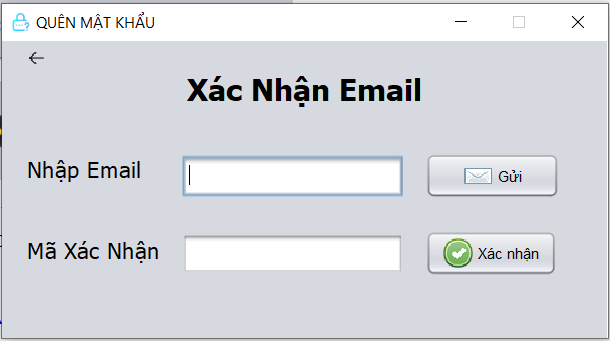 QUÊN MẬT KHẨU
Xác Nhận Email
Nhập Email
Gửi
Mã Xác Nhận
Xác nhận